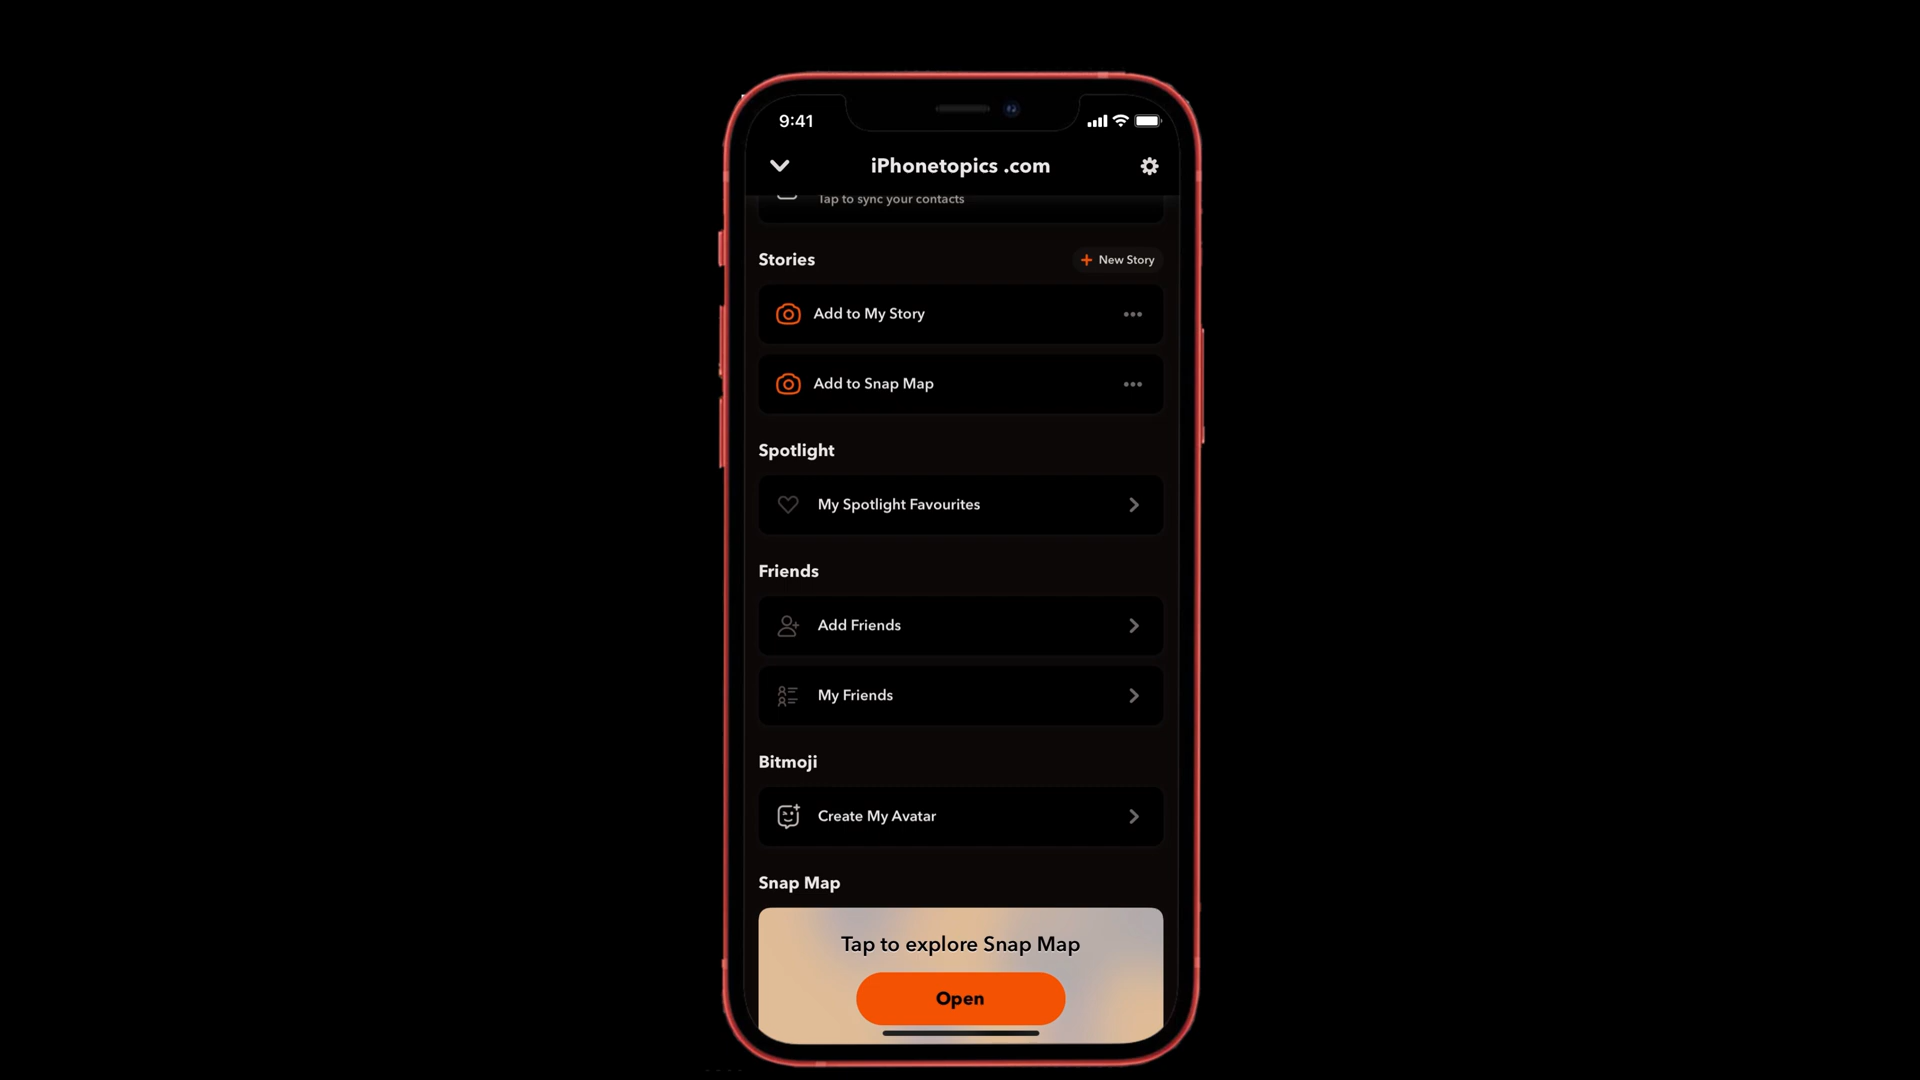 9:41
iPhonetopics .com
Tap to sync your contacts
Stories
+ New Story
Add to My Story
Add to Snap Map
Spotlight
My Spotlight Favourites
Friends
Add Friends
My Friends
Bitmoji
Create My Avatar
Snap Map
Tap to explore Snap Map
Open